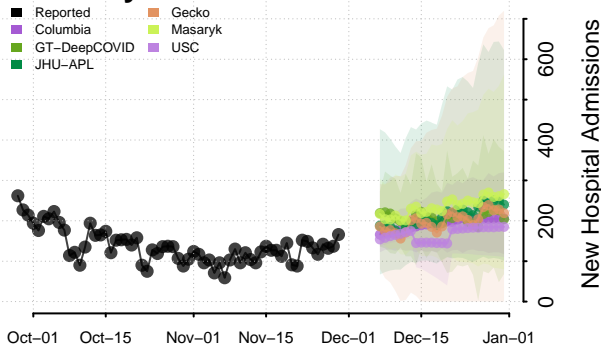 Reported
Columbia
GT−DeepCOVID
JHU−APL
Gecko
Masaryk
USC
New Hospital Admissions
600
400
200
0
Oct−01 Oct−15 Nov−01 Nov−15 Dec−01 Dec−15 Jan−01